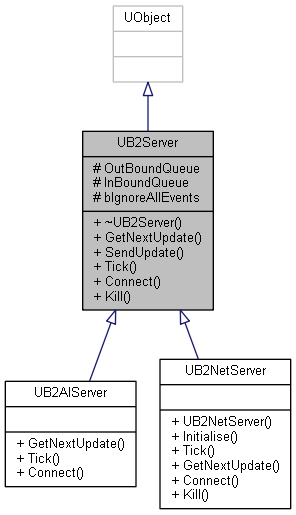 UObject
UB2Server
# OutBoundQueue
# InBoundQueue
# bIgnoreAllEvents
+ ~UB2Server()
+ GetNextUpdate()
+ SendUpdate()
+ Tick()
+ Connect()
+ Kill()
UB2AIServer
+ GetNextUpdate()
+ Tick()
+ Connect()
UB2NetServer
+ UB2NetServer()
+ Initialise()
+ Tick()
+ GetNextUpdate()
+ Connect()
+ Kill()